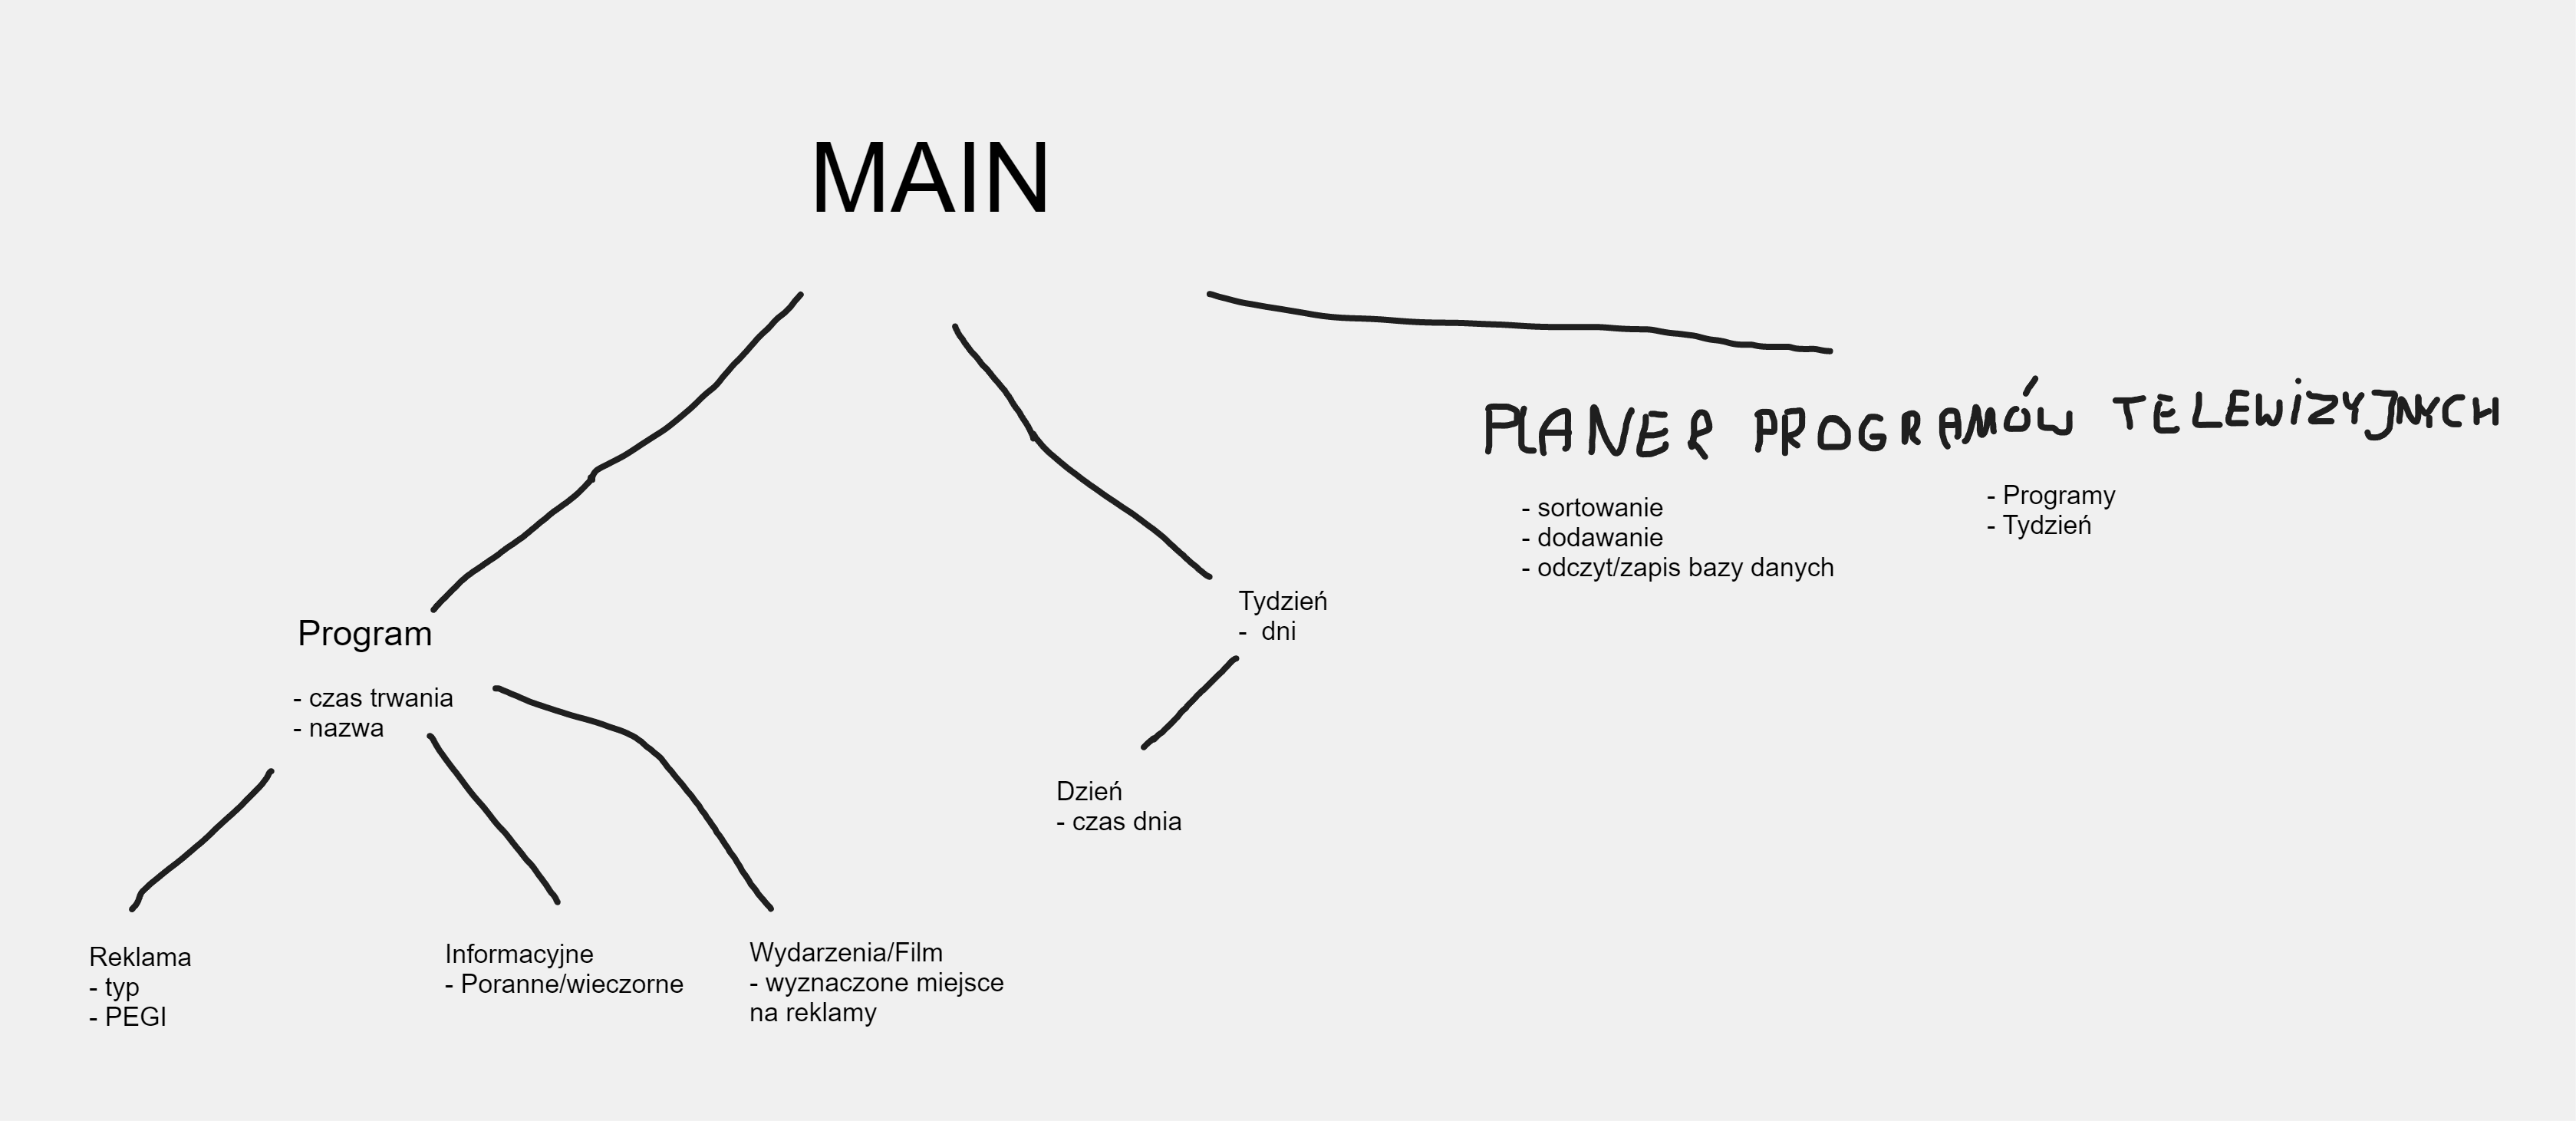 MAIN
PLANER PROGRAMÓW TELEWIZYJNYCH
- sortowanie
- dodawanie
- odczyt/zapis bazy danych
- Programy
- Tydzień
Program
- czas trwania
- nazwa
Tydzień
- dni
Dzień
- czas dnia
Reklama
- typ
- PEGI
Informacyjne
- Poranne/wieczorne
Wydarzenia/Film
- wyznaczone miejsce
na reklamy